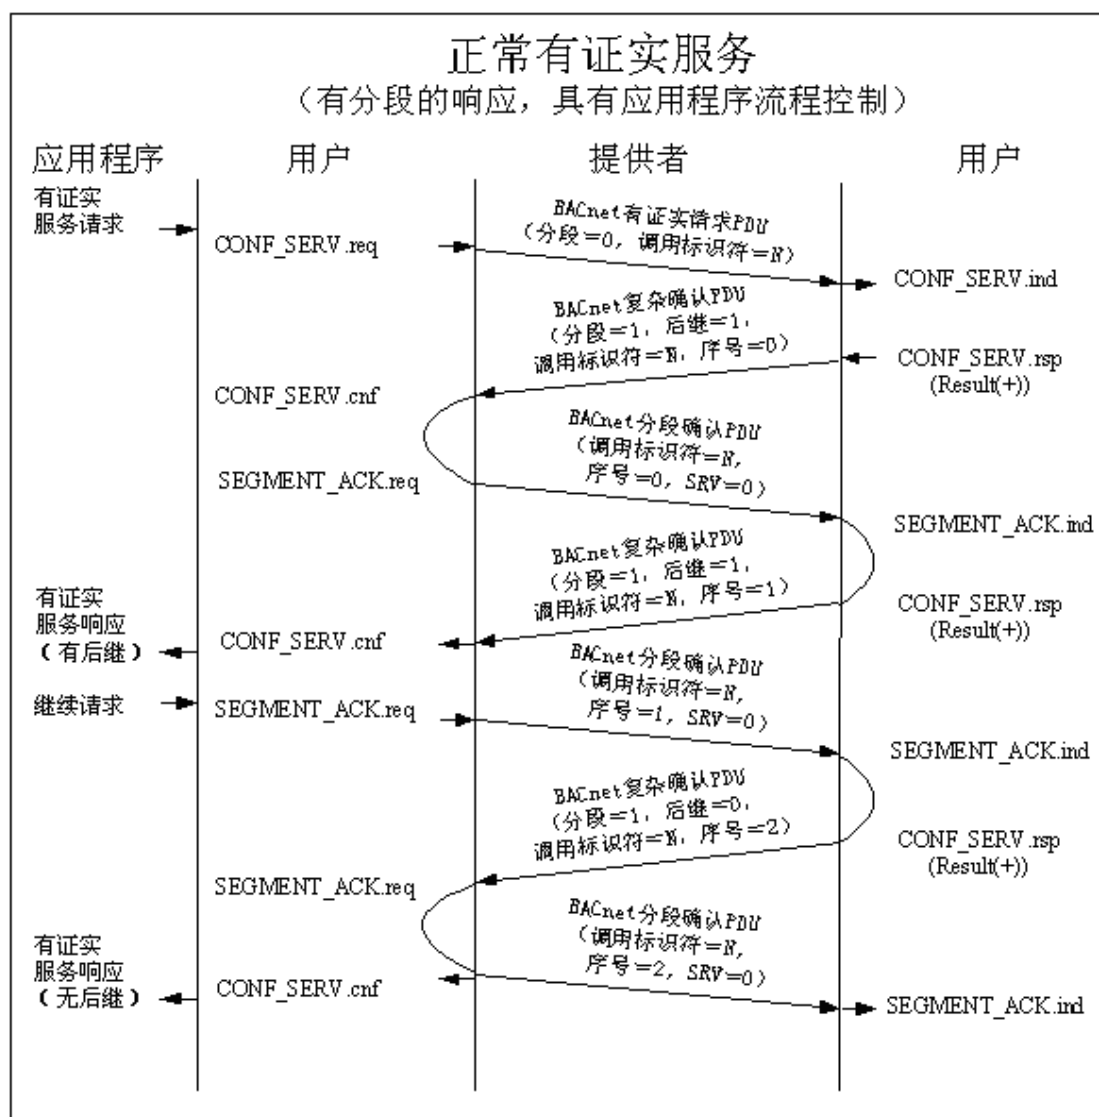 正常有证实服务
（有分段的响应，具有应用程序流程控制）
应用程序 用户 提供者 用户
有证实
服务请求
BACnet有证实请求PDU
（分段=0，调用标识符=N）
CONF_SERV.req
CONF_SERV.ind
BACnet复杂确认PDU
（分段=1，后继=1，
调用标识符=N，序号=0）
CONF_SERV.rsp
(Result(+))
CONF_SERV.cnf
BACnet分段确认PDU
（调用标识符=N，
序号=0，SRV=0）
SEGMENT_ACK.req
SEGMENT_ACK.ind
BACnet复杂确认PDU
（分段=1，后继=1，
调用标识符=N，序号=1）
CONF_SERV.rsp
(Result(+))
有证实
服务响应
（有后继）
CONF_SERV.cnf
BACnet分段确认PDU
（调用标识符=N，
序号=1，SRV=0）
继续请求
SEGMENT_ACK.req
SEGMENT_ACK.ind
BACnet复杂确认PDU
（分段=1，后继=0，
调用标识符=N，序号=2）
CONF_SERV.rsp
(Result(+))
SEGMENT_ACK.req
BACnet分段确认PDU
（调用标识符=N，
序号=2，SRV=0）
有证实
服务响应
（无后继）
CONF_SERV.cnf
SEGMENT_ACK.ind